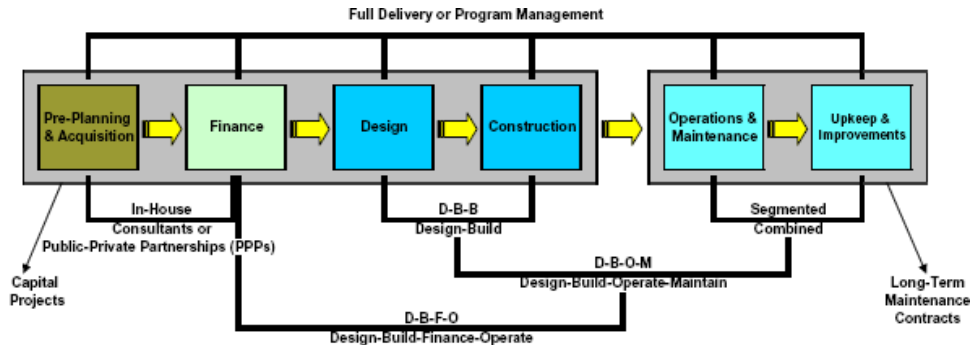 Full Delivery or Program Management
Pre-Planning
& Acquisition
Finance
Design
Construction
Operations &
Maintenance
Upkeep &
Improvements
In-House
Consultants or
Public-Private Partnerships (PPPs)
D-B-B
Design-Build
Segmented
Combined
Capital
Projects
D-B-O-M
Design-Build-Operate-Maintain
Long-Term
Maintenance
Contracts
D-B-F-O
Design-Build-Finance-Operate